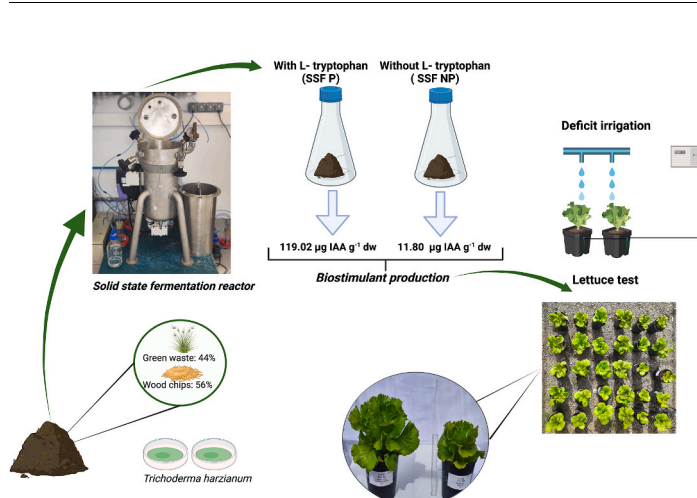 With L- tryptophan
(SSF P)
Without L- tryptophan
( SSF NP)
119.02 µg IAA g⁻¹ dw
11.80 µg IAA g⁻¹ dw
Biostimulant production
Solid state fermentation reactor
Green waste: 44%
Wood chips: 56%
Trichoderma harzianum
Deficit irrigation
Lettuce test